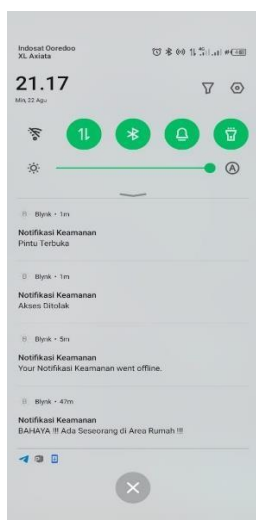 Indosat Ooredoo
XL Axiata
21.17
Min, 22 Agu
Blynk • 1m
Notifikasi Keamanan
Pintu Terbuka
Blynk • 1m
Notifikasi Keamanan
Akses Ditolak
Blynk • 5m
Notifikasi Keamanan
Your Notifikasi Keamanan went offline.
Blynk • 47m
Notifikasi Keamanan
BAHAYA !!! Ada Seseorang di Area Rumah !!!